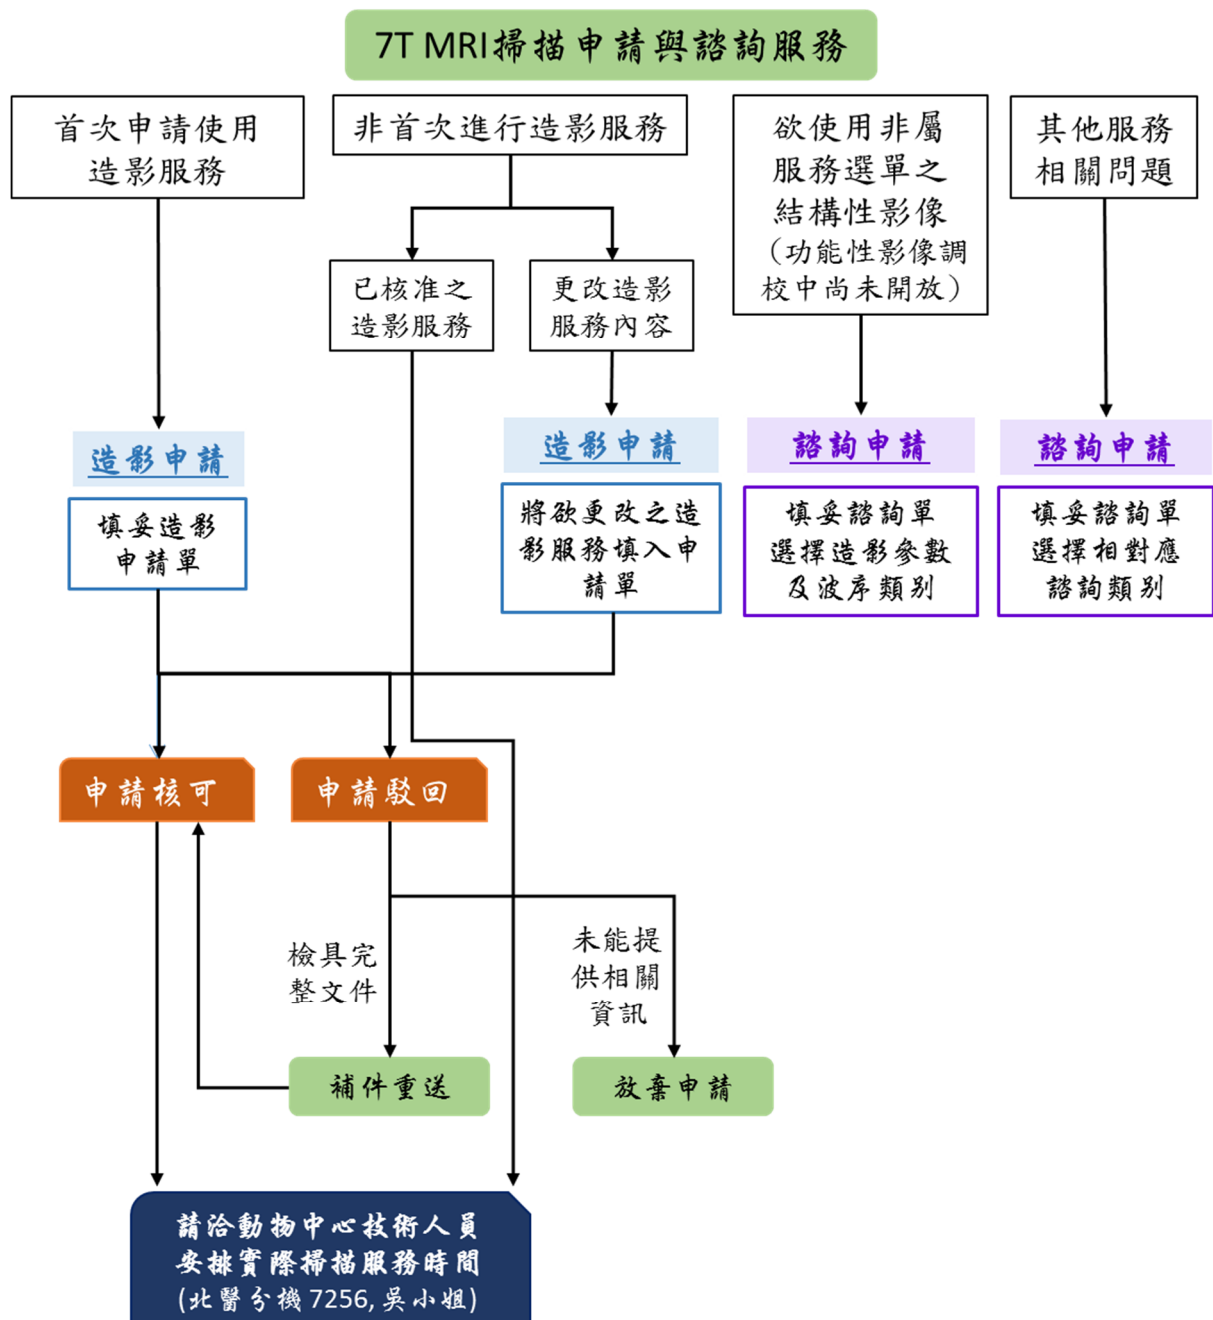 7T MRI掃描申請與諮詢服務
首次申請使用
造影服務
非首次進行造影服務
欲使用非屬
服務選單之
結構性影像
（功能性影像調
校中尚未開放）
其他服務
相關問題
已核准之
造影服務
更改造影
服務內容
造影申請
造影申請
諮詢申請
諮詢申請
填妥造影
申請單
將欲更改之造
影服務填入申
請單
填妥諮詢單
選擇造影參數
及波序類別
填妥諮詢單
選擇相對應
諮詢類別
申請核可
申請駁回
檢具完
整文件
未能提
供相關
資訊
補件重送
放棄申請
請洽動物中心技術人員
安排實際掃描服務時間
(北醫分機 7256, 吳小姐)